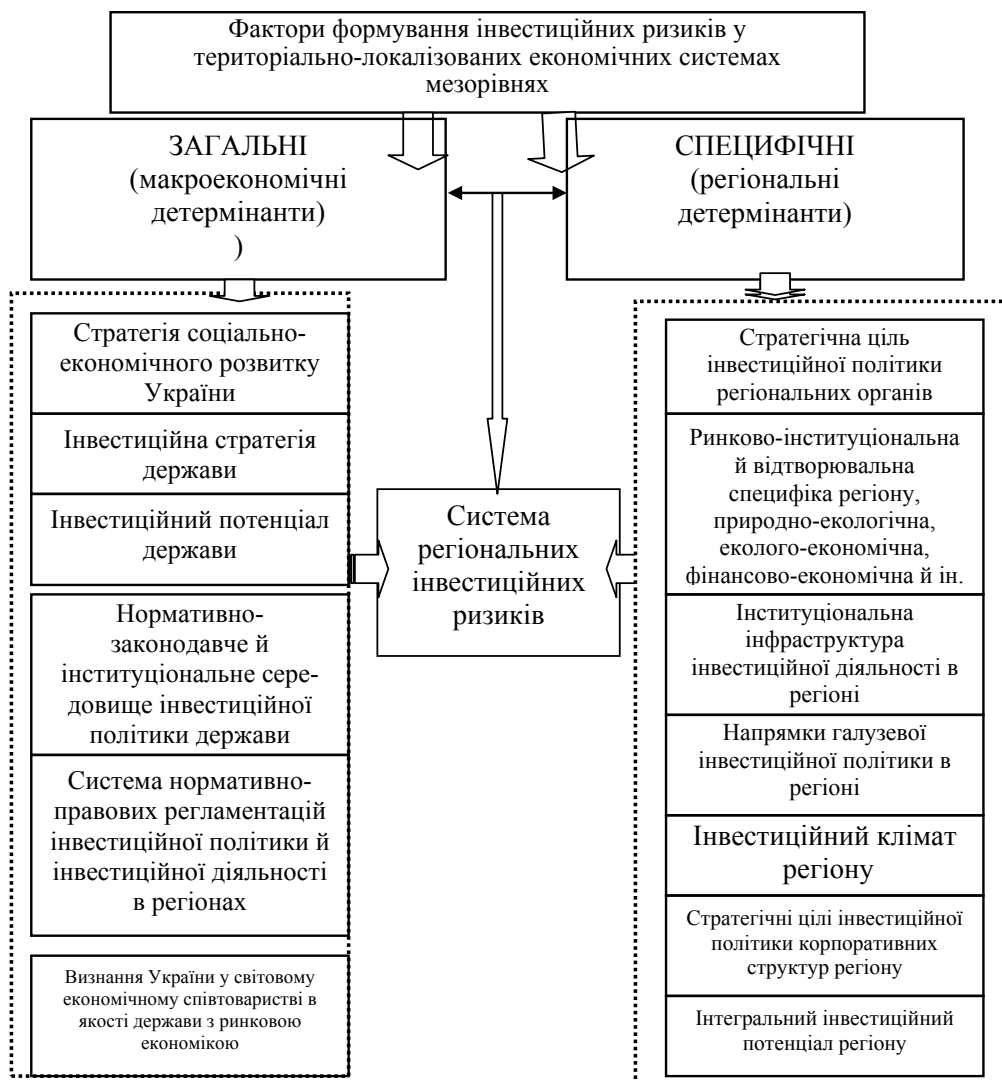 Фактори формування інвестиційних ризиків у
територіально-локалізованих економічних системах
мезорівнях
ЗАГАЛЬНІ
(макроекономічні
детермінанти)
)
СПЕЦИФІЧНІ
(регіональні
детермінанти)
Стратегія соціально-
економічного розвитку
України
Інвестиційна стратегія
держави
Інвестиційний потенціал
держави
Нормативно-
законодавче й
інституціональне сере-
довище інвестиційної
політики держави
Система нормативно-
правових регламентацій
інвестиційної політики й
інвестиційної діяльності
в регіонах
Визнання України у світовому
економічному співтоваристві в
якості держави з ринковою
економікою
Система
регіональних
інвестиційних
ризиків
Стратегічна ціль
інвестиційної політики
регіональних органів
Ринково-інституціональна
й відтворювальна
специфіка регіону,
природно-екологічна,
еколого-економічна,
фінансово-економічна й ін.
Інституціональна
інфраструктура
інвестиційної діяльності в
регіоні
Напрямки галузевої
інвестиційної політики в
регіоні
Інвестиційний клімат
регіону
Стратегічні цілі інвестиційної
політики корпоративних
структур регіону
Інтегральний інвестиційний
потенціал регіону